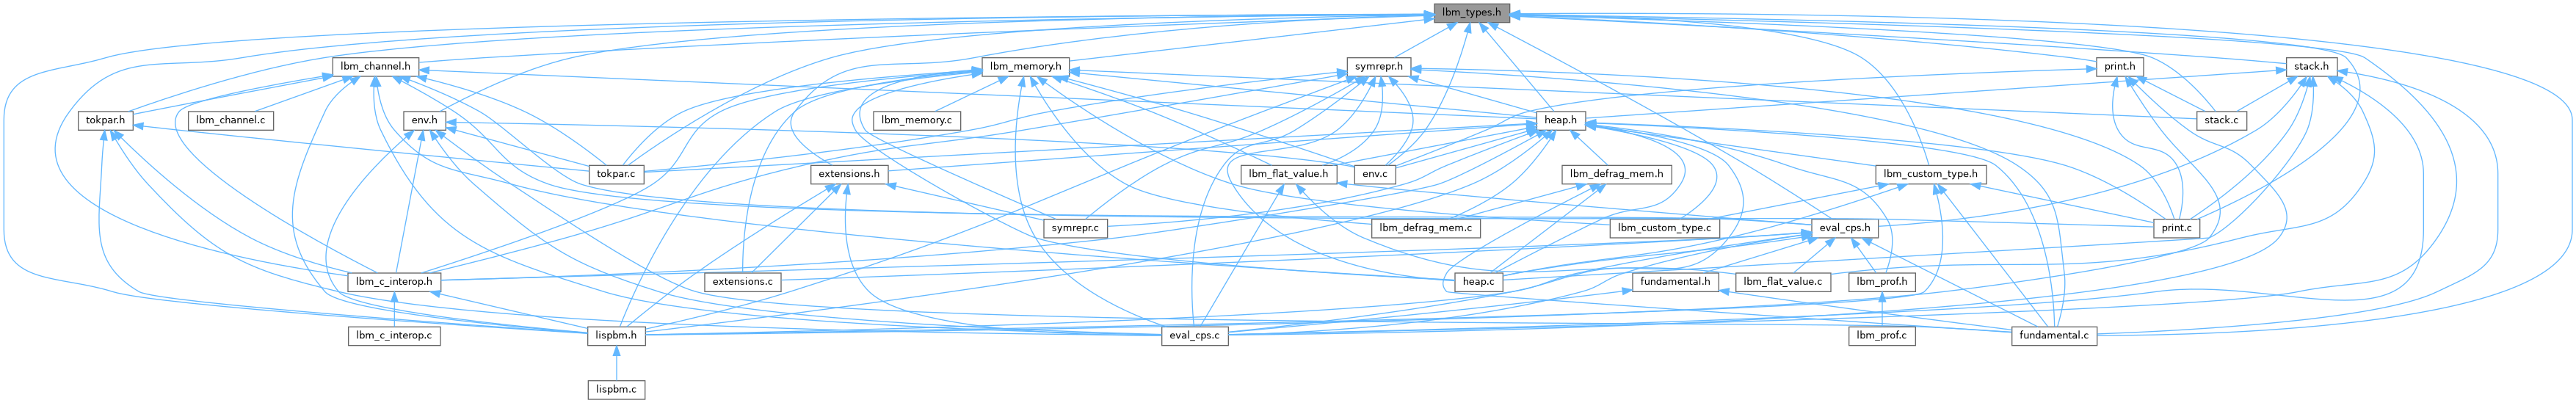 lbm_types.h
lbm_channel.h
lbm_memory.h
symrepr.h
print.h
stack.h
tokpar.h
lbm_channel.c
env.h
lbm_memory.c
heap.h
stack.c
tokpar.c
extensions.h
lbm_flat_value.h
env.c
lbm_defrag_mem.h
lbm_custom_type.h
symrepr.c
lbm_defrag_mem.c
lbm_custom_type.c
eval_cps.h
print.c
lbm_c_interop.h
extensions.c
heap.c
fundamental.h
lbm_flat_value.c
lbm_prof.h
lbm_c_interop.c
lispbm.h
eval_cps.c
lbm_prof.c
fundamental.c
lispbm.c